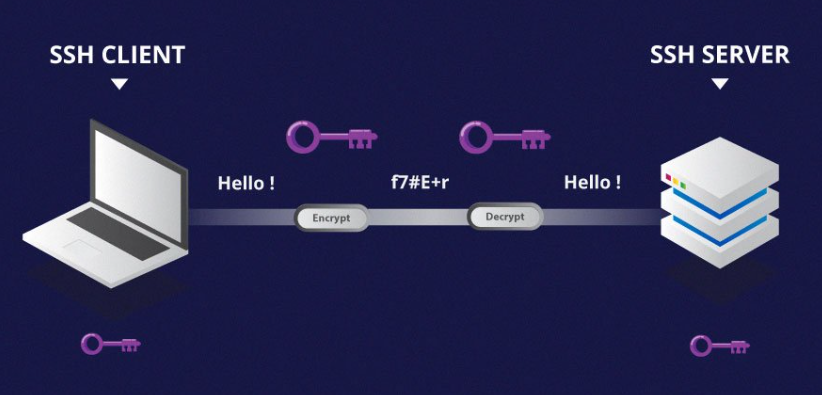 SSH CLIENT
SSH SERVER
Hello !
f7#E+r
Hello !
Encrypt
Decrypt